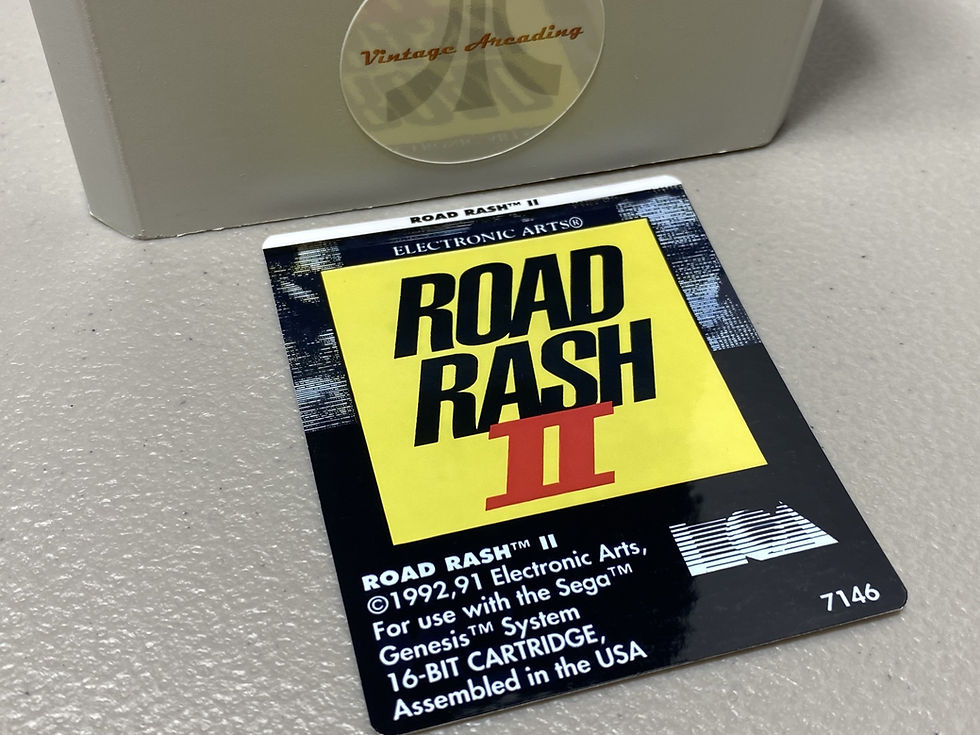 Vintage Arcading
ROAD RASH™ II
ELECTRONIC ARTS®
ROAD
RASH
II
ROAD RASH™ II
©1992,91 Electronic Arts,
For use with the Sega™
Genesis™ System
16-BIT CARTRIDGE,
Assembled in the USA
EA
7146